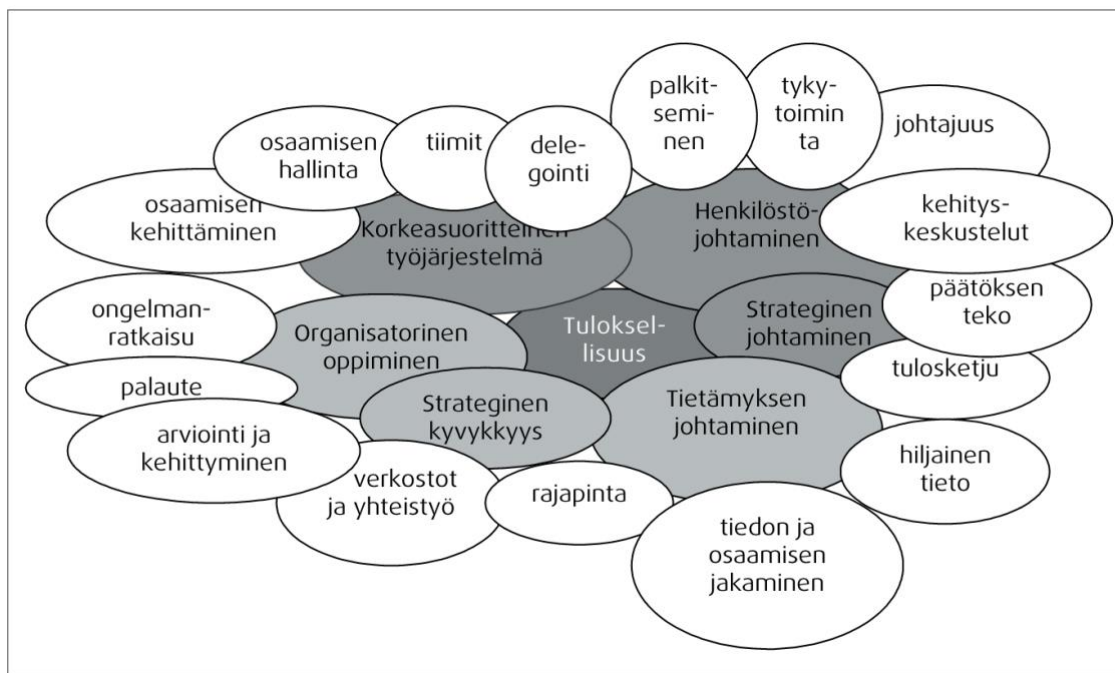 palkit-
semi-
nen
tyky-
toimin
ta
johtajuus
osaamisen
hallinta
tiimit
dele-
gointi
osaamisen
kehittäminen
Korkeasuoritteinen
työjärjestelmä
Henkilöstö-
johtaminen
kehitys-
keskustelut
ongelman-
ratkaisu
Organisatorinen
oppiminen
Tuloksel-
lisuus
Strateginen
johtaminen
päätöksen
teko
palaute
tulosketju
Strateginen
kyvykkyys
Tietämyksen
johtaminen
arviointi ja
kehittyminen
hiljainen
tieto
verkostot
ja yhteistyö
rajapinta
tiedon ja
osaamisen
jakaminen